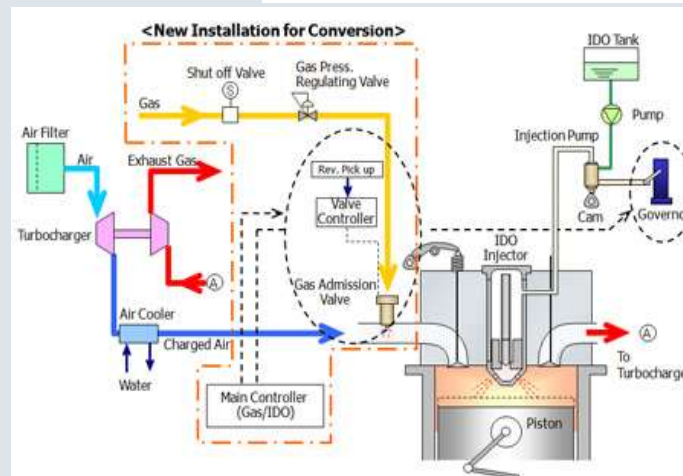 <New Installation for Conversion>
IDO Tank
Shut off Valve
Gas Press.
Regulating Valve
S
Gas
Pump
Air Filter
Injection Pump
Air
Exhaust Gas
Rev. Pick up
Valve
Controller
Cam
Governo
Turbocharger
IDO
Injector
A
Gas Admission
Valve
Air Cooler
Charged Air
A
To
Turbocharge
Water
Main Controller
(Gas/IDO)
Piston